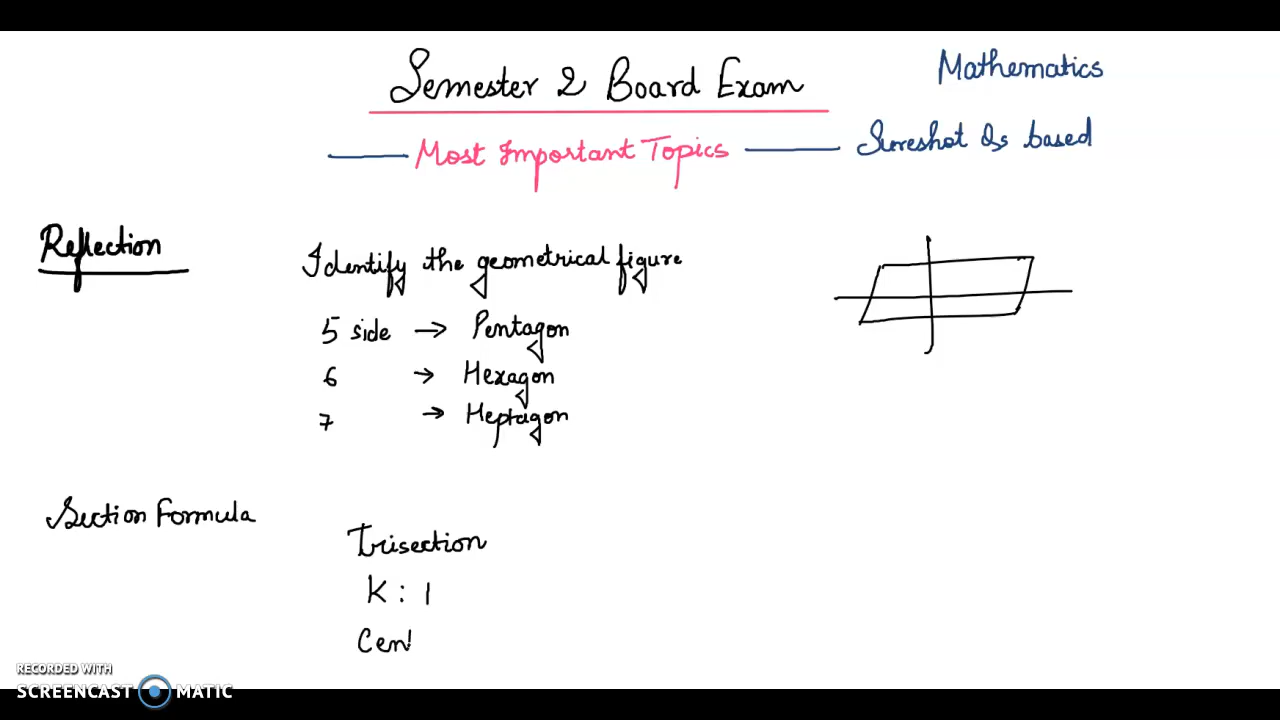 Semester 2 Board Exam
Mathematics
Most Important Topics
Sureshot Qs based
Reflection
Identify the geometrical figure
5 side → Pentagon
6 → Hexagon
7 → Heptagon
Section Formula
Trisection
K : 1
Cen
RECORDED WITH
SCREENCAST MATIC